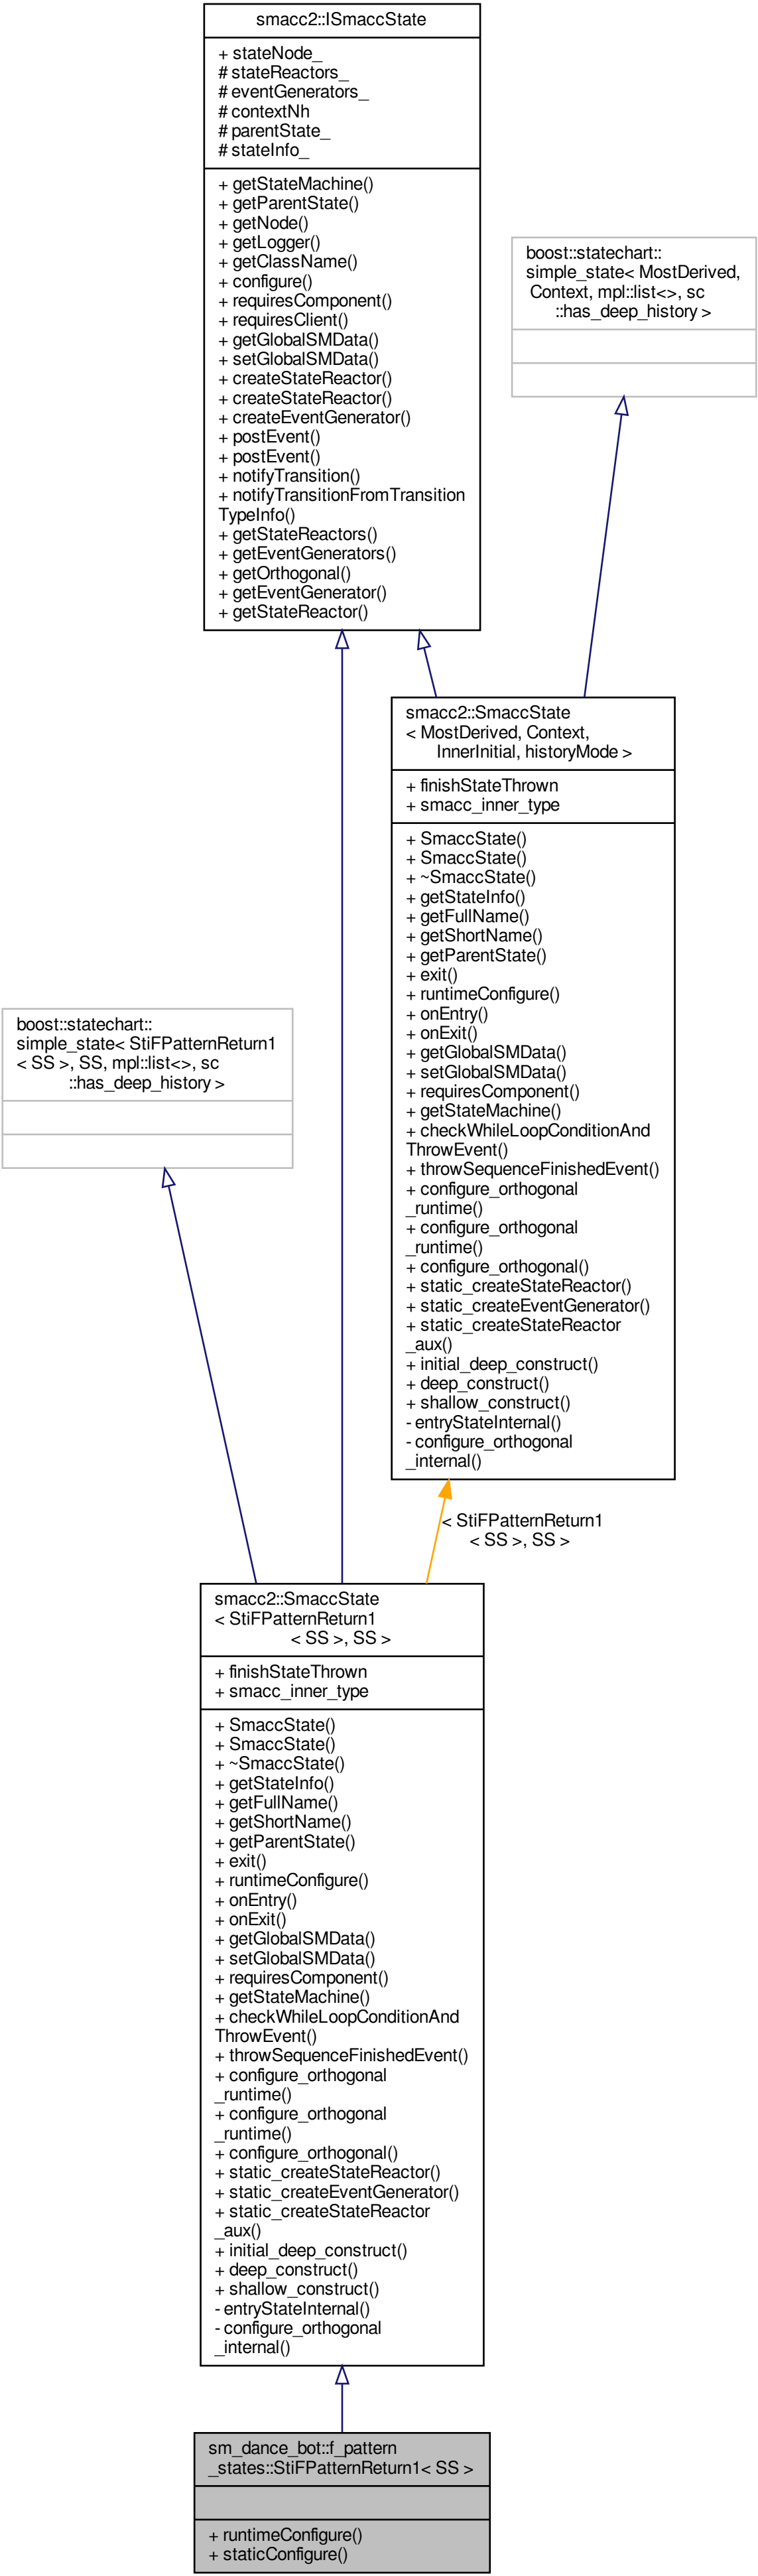 smacc2::ISmaccState
+ stateNode_
# stateReactors_
# eventGenerators_
# contextNh
# parentState_
# stateInfo_
+ getStateMachine()
+ getParentState()
+ getNode()
+ getLogger()
+ getClassName()
+ configure()
+ requiresComponent()
+ requiresClient()
+ getGlobalSMData()
+ setGlobalSMData()
+ createStateReactor()
+ createStateReactor()
+ createEventGenerator()
+ postEvent()
+ postEvent()
+ notifyTransition()
+ notifyTransitionFromTransition
TypeInfo()
+ getStateReactors()
+ getEventGenerators()
+ getOrthogonal()
+ getEventGenerator()
+ getStateReactor()
boost::statechart::
simple_state< MostDerived,
Context, mpl::list<>, sc
::has_deep_history >
smacc2::SmaccState
< MostDerived, Context,
InnerInitial, historyMode >
+ finishStateThrown
+ smacc_inner_type
+ SmaccState()
+ SmaccState()
+ ~SmaccState()
+ getStateInfo()
+ getFullName()
+ getShortName()
+ getParentState()
+ exit()
+ runtimeConfigure()
+ onEntry()
+ onExit()
+ getGlobalSMData()
+ setGlobalSMData()
+ requiresComponent()
+ getStateMachine()
+ checkWhileLoopConditionAnd
ThrowEvent()
+ throwSequenceFinishedEvent()
+ configure_orthogonal
_runtime()
+ configure_orthogonal
_runtime()
+ configure_orthogonal()
+ static_createStateReactor()
+ static_createEventGenerator()
+ static_createStateReactor
_aux()
+ initial_deep_construct()
+ deep_construct()
+ shallow_construct()
- entryStateInternal()
- configure_orthogonal
_internal()
boost::statechart::
simple_state< StiFPatternReturn1
< SS >, SS, mpl::list<>, sc
::has_deep_history >
< StiFPatternReturn1
< SS >, SS >
smacc2::SmaccState
< StiFPatternReturn1
< SS >, SS >
+ finishStateThrown
+ smacc_inner_type
+ SmaccState()
+ SmaccState()
+ ~SmaccState()
+ getStateInfo()
+ getFullName()
+ getShortName()
+ getParentState()
+ exit()
+ runtimeConfigure()
+ onEntry()
+ onExit()
+ getGlobalSMData()
+ setGlobalSMData()
+ requiresComponent()
+ getStateMachine()
+ checkWhileLoopConditionAnd
ThrowEvent()
+ throwSequenceFinishedEvent()
+ configure_orthogonal
_runtime()
+ configure_orthogonal
_runtime()
+ configure_orthogonal()
+ static_createStateReactor()
+ static_createEventGenerator()
+ static_createStateReactor
_aux()
+ initial_deep_construct()
+ deep_construct()
+ shallow_construct()
- entryStateInternal()
- configure_orthogonal
_internal()
sm_dance_bot::f_pattern
_states::StiFPatternReturn1< SS >
+ runtimeConfigure()
+ staticConfigure()